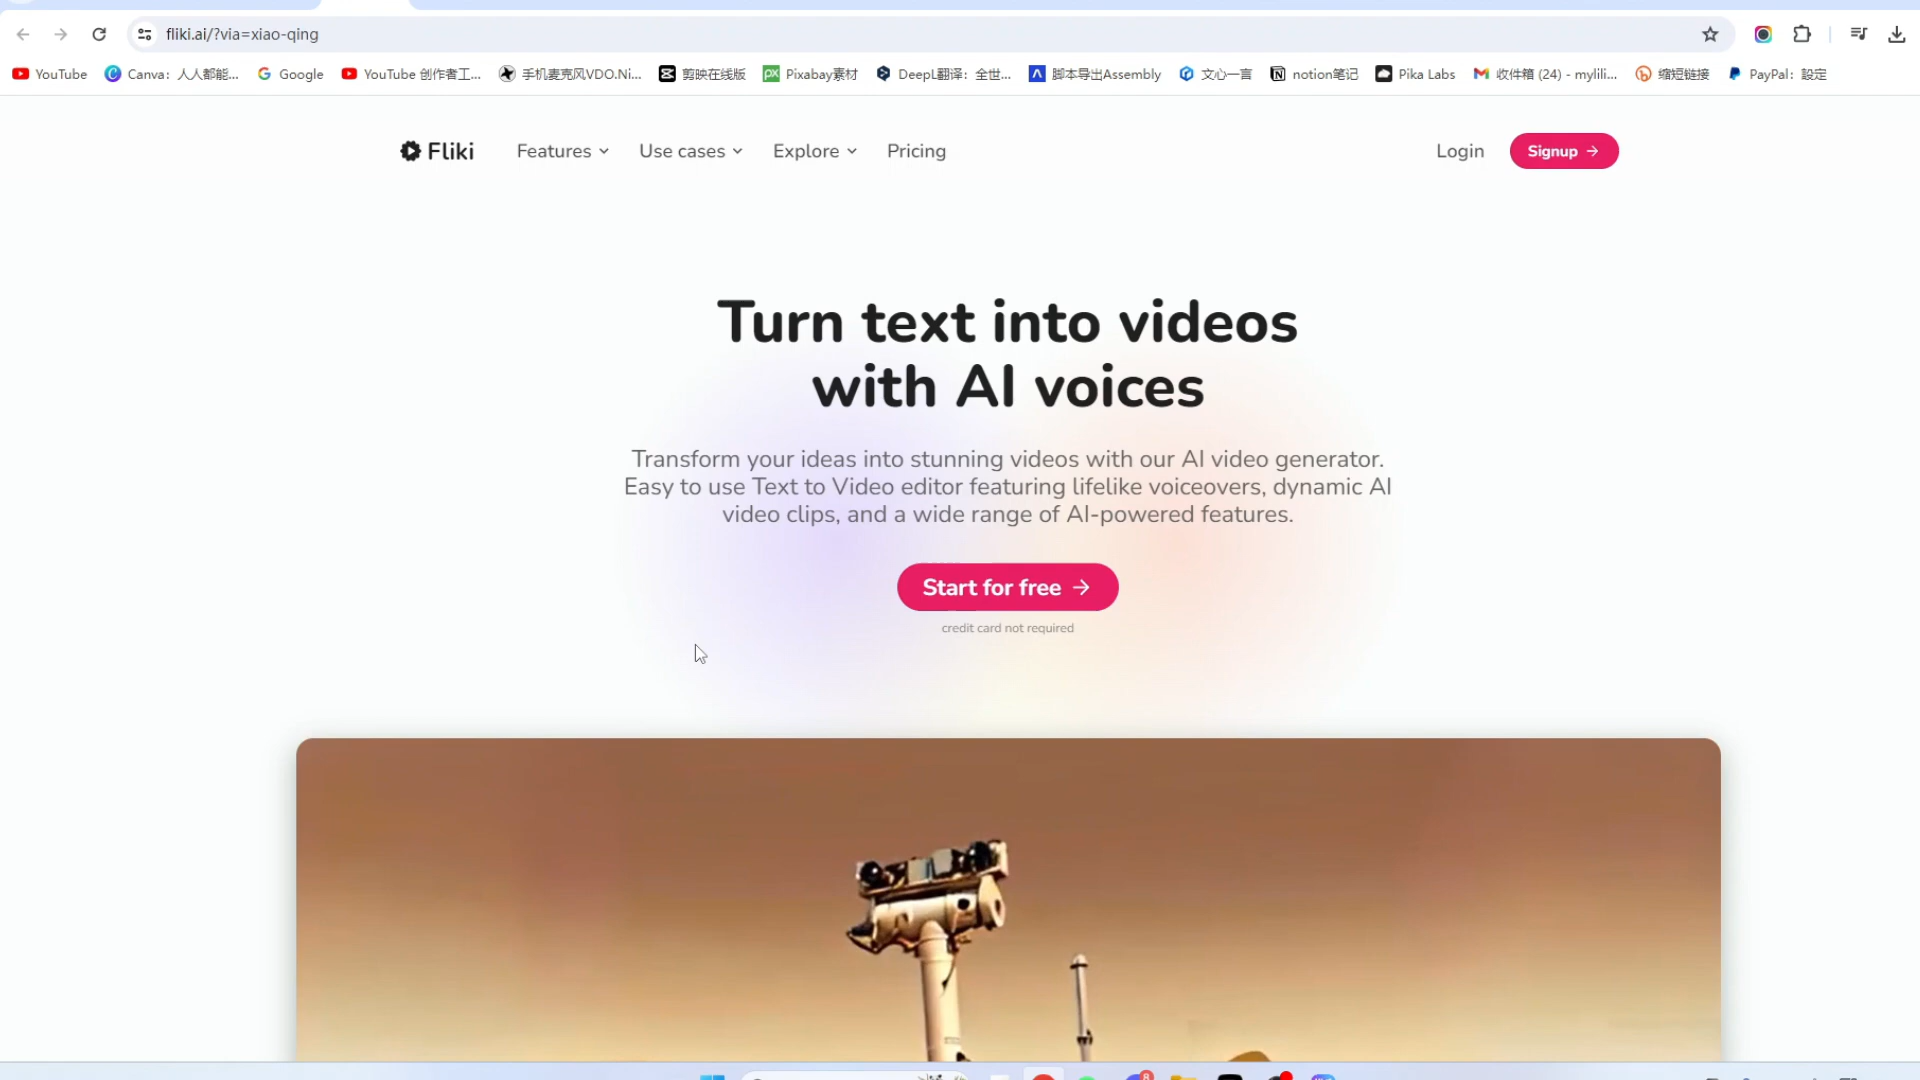 fliki.ai/?via=xiao-qing
YouTube Canva：人人都能... Google YouTube 创作者工... 手机麦克风VDO.Ni... 剪映在线版 Pixabay素材 DeepL翻译：全世... 脚本导出Assembly 文心一言 notion笔记 Pika Labs 收件箱 (24) - mylili... 缩短链接 PayPal：設定
Fliki Features Use cases Explore Pricing Login Signup →
Turn text into videos
with AI voices
Transform your ideas into stunning videos with our AI video generator.
Easy to use Text to Video editor featuring lifelike voiceovers, dynamic AI
video clips, and a wide range of AI-powered features.
Start for free →
credit card not required
8